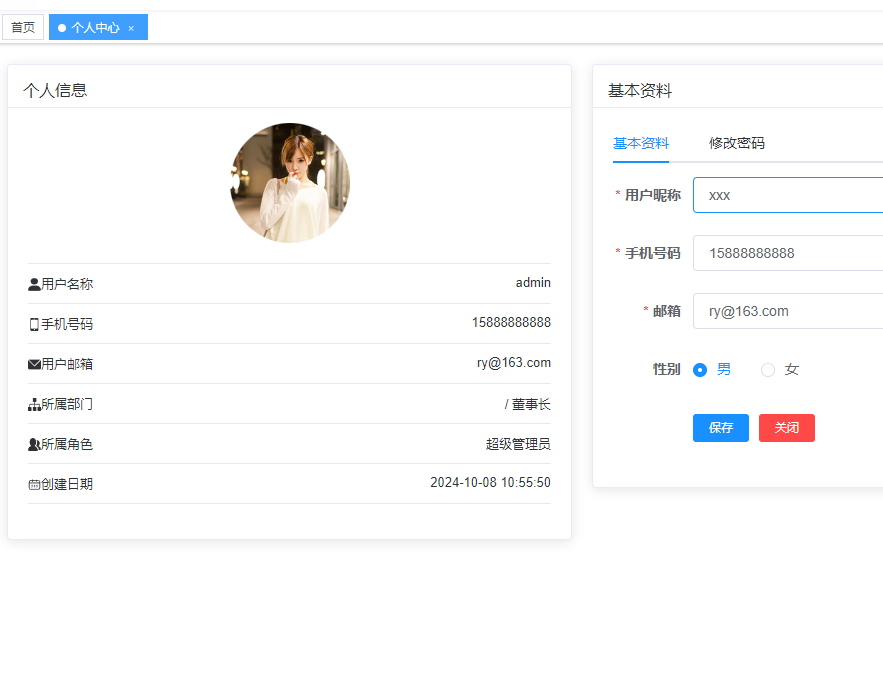 首页
个人中心 ×
个人信息
用户名称 admin
手机号码 15888888888
用户邮箱 ry@163.com
所属部门 / 董事长
所属角色 超级管理员
创建日期 2024-10-08 10:55:50
基本资料
基本资料 修改密码
* 用户昵称 xxx
* 手机号码 15888888888
* 邮箱 ry@163.com
性别 男 女
保存 关闭